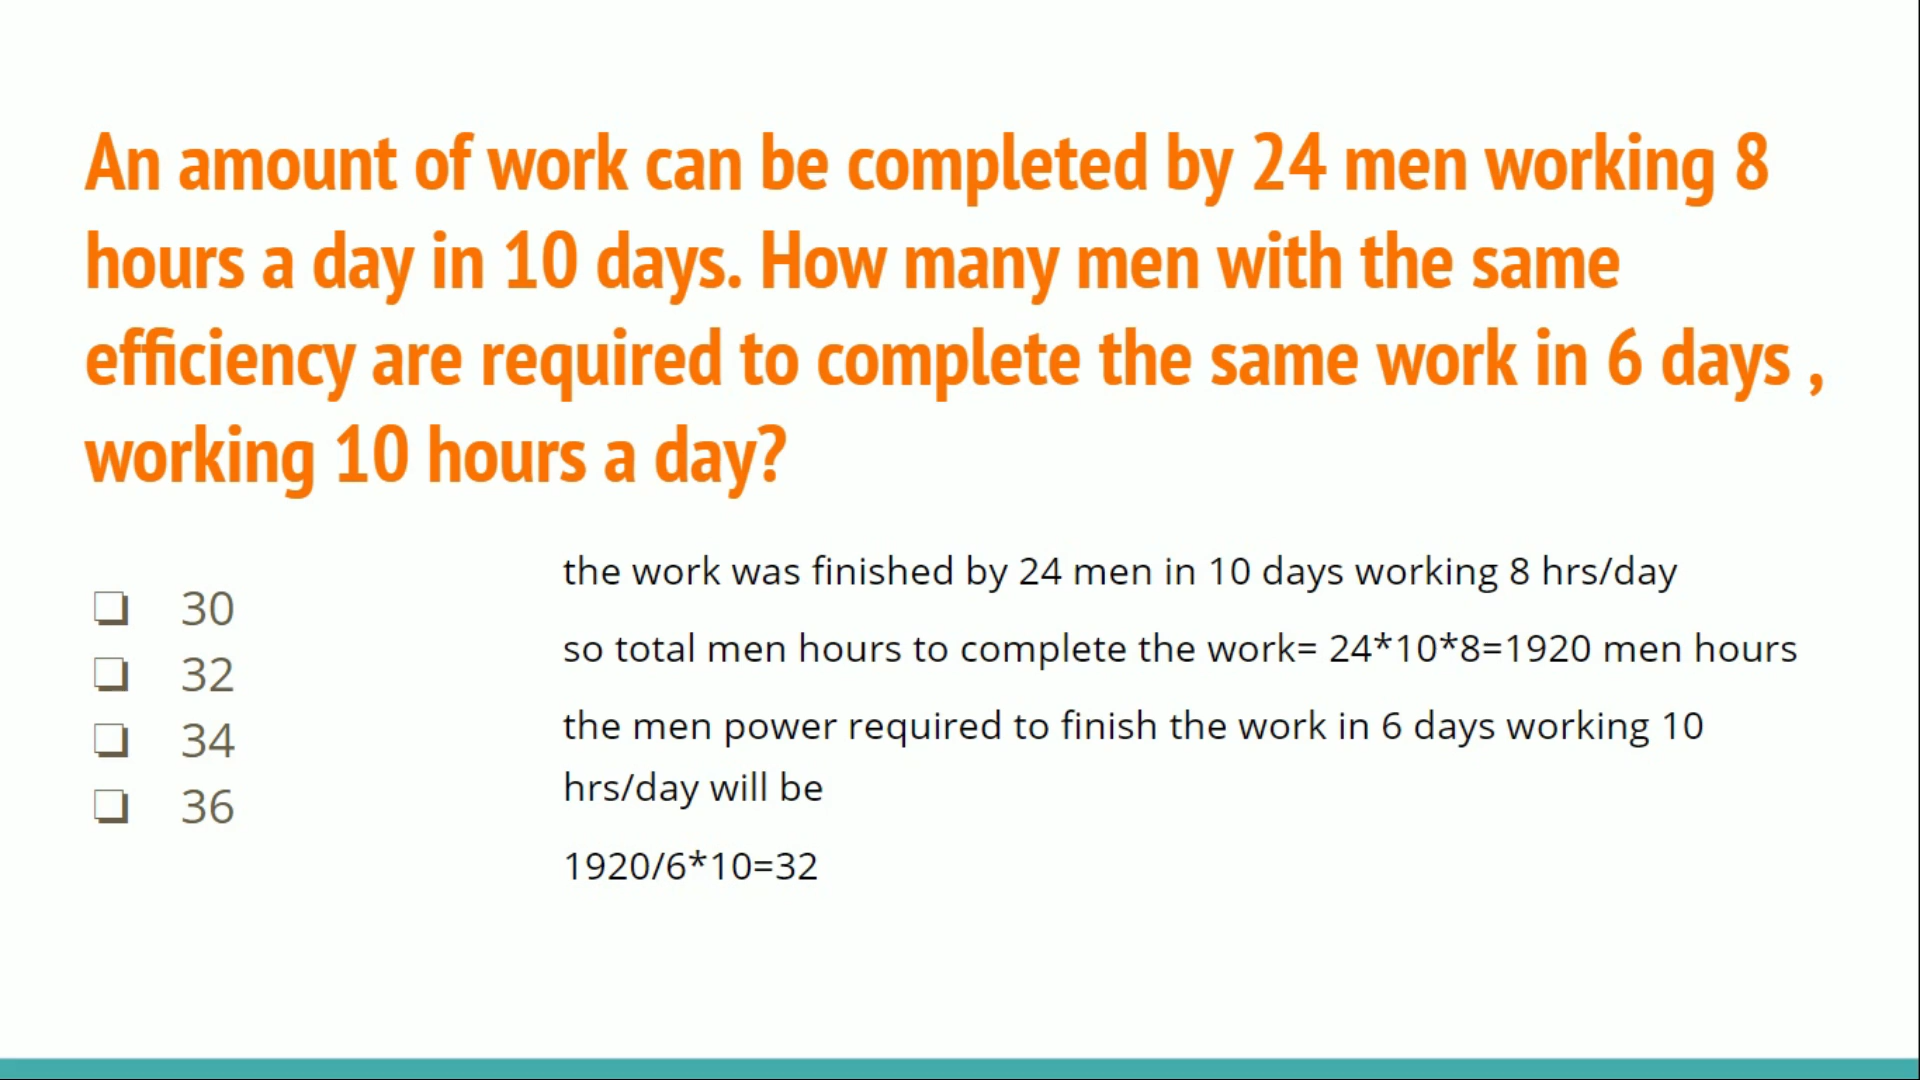 An amount of work can be completed by 24 men working 8
hours a day in 10 days. How many men with the same
efficiency are required to complete the same work in 6 days ,
working 10 hours a day?
❏ 30
❏ 32
❏ 34
❏ 36
the work was finished by 24 men in 10 days working 8 hrs/day
so total men hours to complete the work= 24*10*8=1920 men hours
the men power required to finish the work in 6 days working 10
hrs/day will be
1920/6*10=32